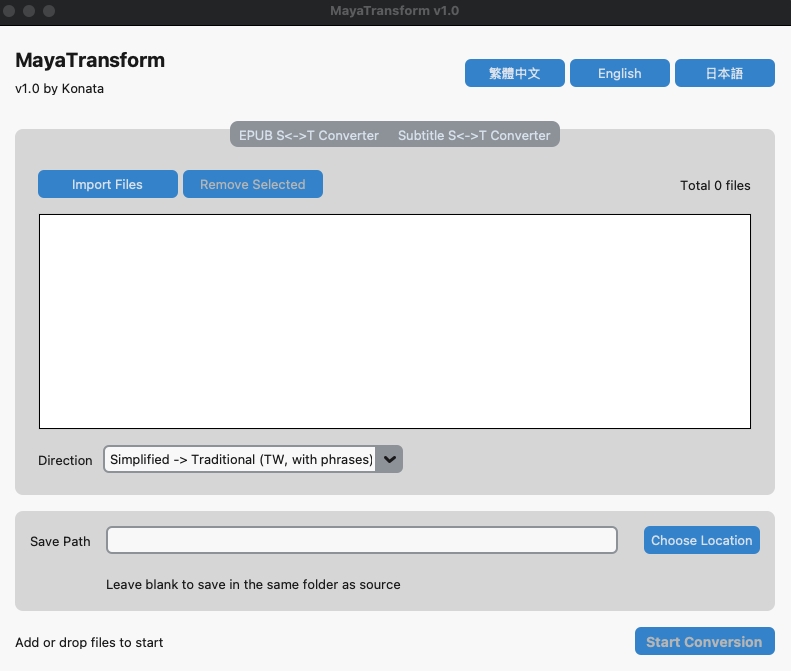 MayaTransform v1.0
MayaTransform
v1.0 by Konata
繁體中文
English
日本語
EPUB S<->T Converter
Subtitle S<->T Converter
Import Files
Remove Selected
Total 0 files
Direction
Simplified -> Traditional (TW, with phrases)
Save Path
Choose Location
Leave blank to save in the same folder as source
Add or drop files to start
Start Conversion